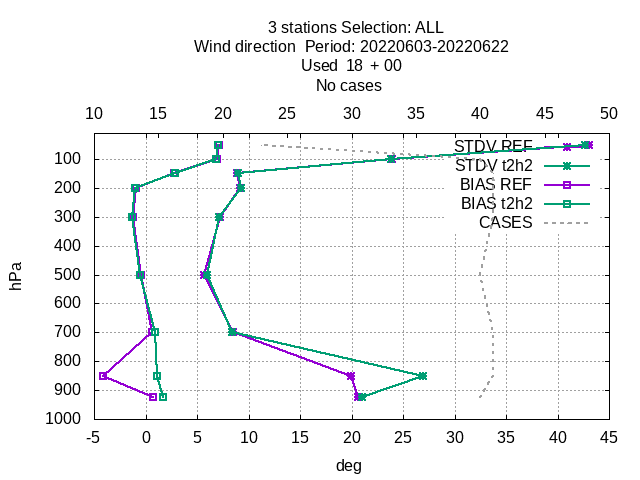 3 stations Selection: ALL
Wind direction  Period: 20220603-20220622
Used  18  + 00
No cases
10 15 20 25 30 35 40 45 50
STDV REF
STDV t2h2
BIAS REF
BIAS t2h2
CASES
100
200
300
400
500
600
700
800
900
1000
hPa
-5 0 5 10 15 20 25 30 35 40 45
deg